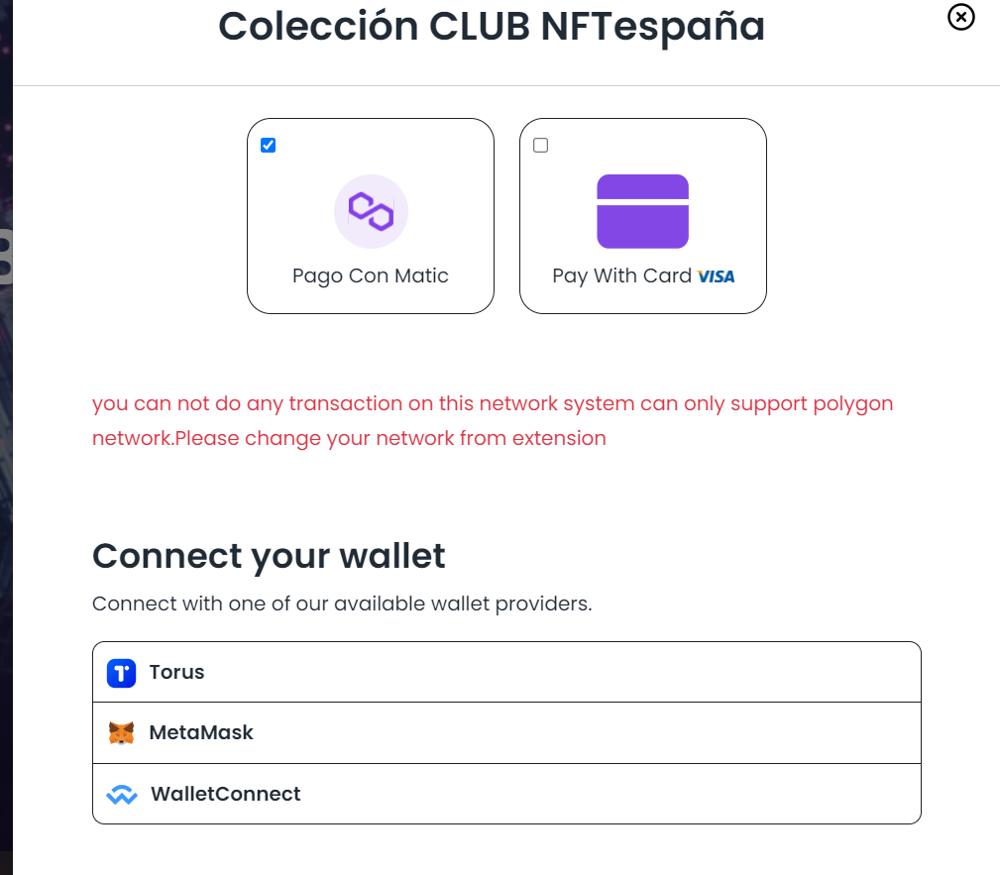 Colección CLUB NFTespaña
Pago Con Matic
Pay With Card VISA
you can not do any transaction on this network system can only support polygon
network.Please change your network from extension
Connect your wallet
Connect with one of our available wallet providers.
Torus
MetaMask
WalletConnect